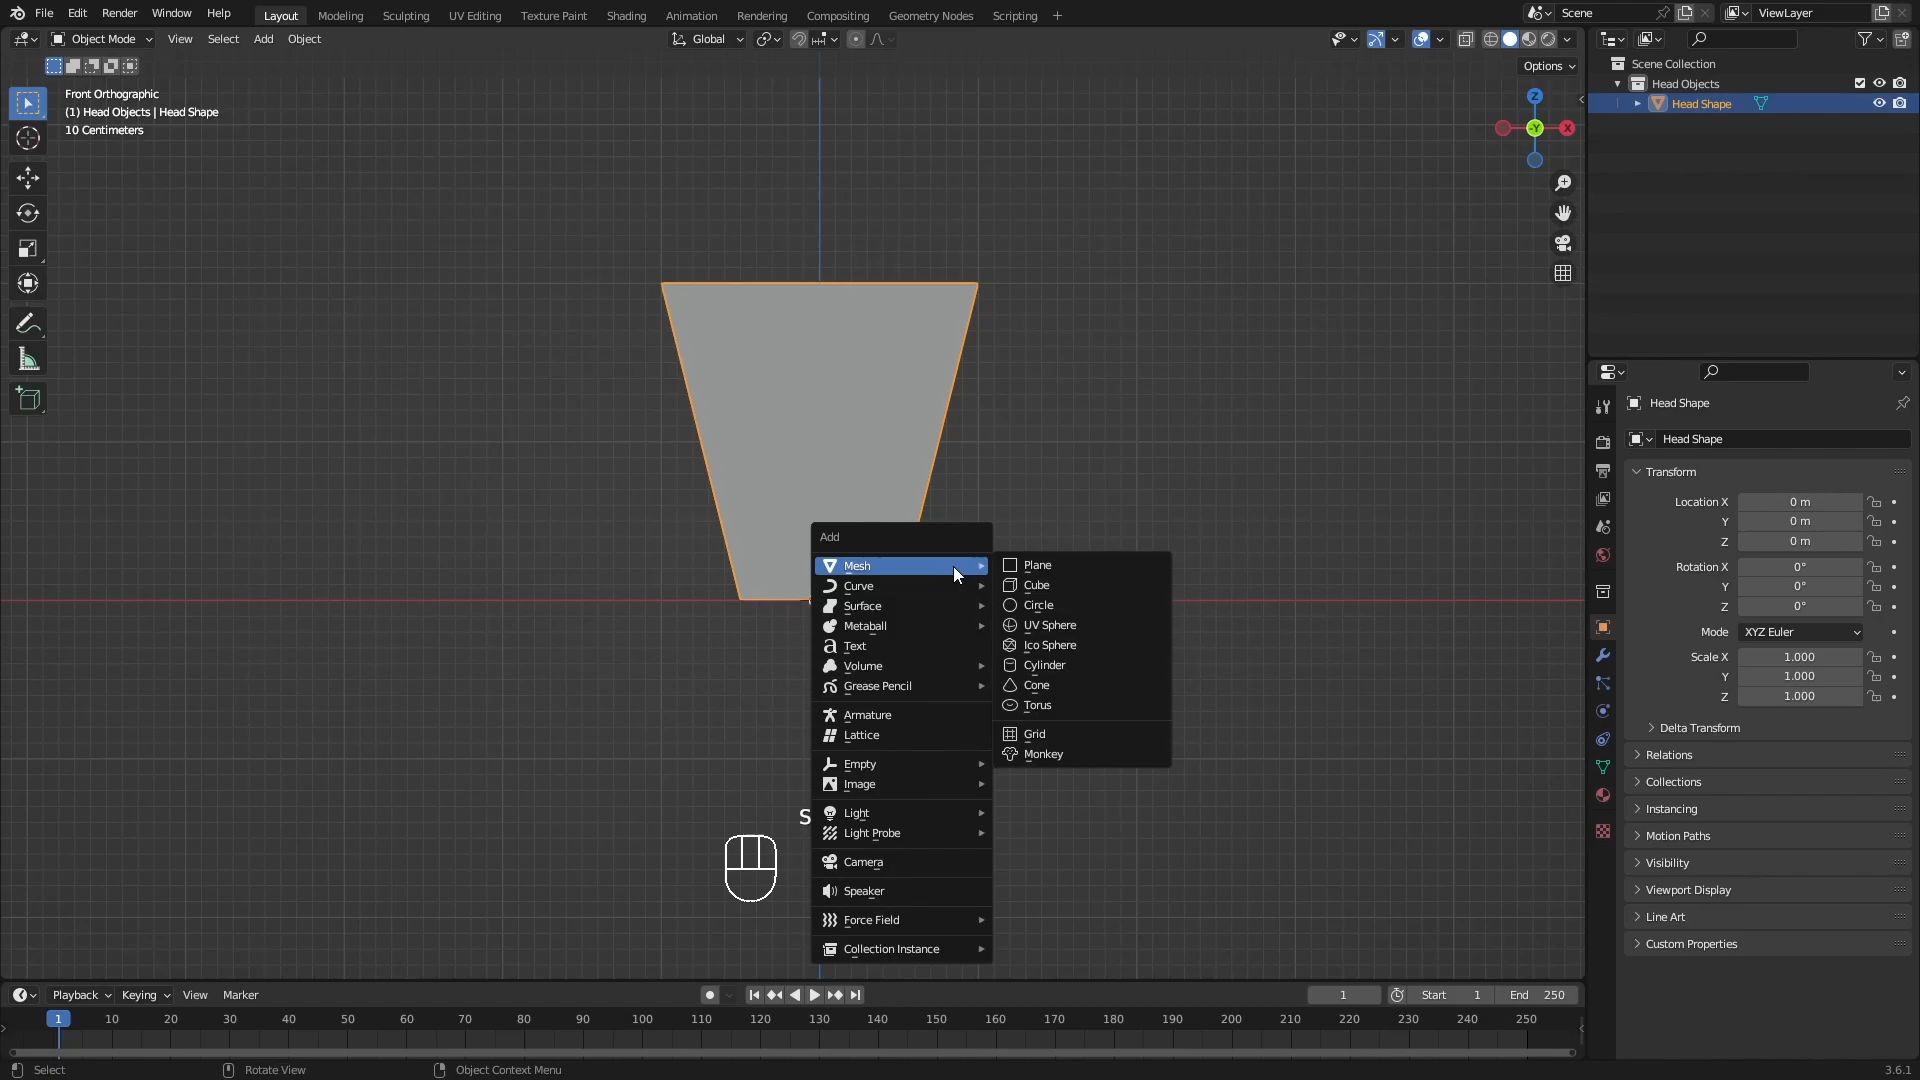 File Edit Render Window Help Layout Modeling Sculpting UV Editing Texture Paint Shading Animation Rendering Compositing Geometry Nodes Scripting + Scene ViewLayer
Object Mode View Select Add Object Global
Options
Front Orthographic
(1) Head Objects | Head Shape
10 Centimeters
Z
-Y
X
Scene Collection
Head Objects
Head Shape
Head Shape
Head Shape
Transform
Location X 0 m
Y 0 m
Z 0 m
Rotation X 0°
Y 0°
Z 0°
Mode XYZ Euler
Scale X 1.000
Y 1.000
Z 1.000
Delta Transform
Relations
Collections
Instancing
Motion Paths
Visibility
Viewport Display
Line Art
Custom Properties
Add
Mesh
Curve
Surface
Metaball
Text
Volume
Grease Pencil
Armature
Lattice
Empty
Image
Light
Light Probe
Camera
Speaker
Force Field
Collection Instance
Plane
Cube
Circle
UV Sphere
Ico Sphere
Cylinder
Cone
Torus
Grid
Monkey
S
Playback Keying View Marker 1 Start 1 End 250
1 10 20 30 40 50 60 70 80 90 100 110 120 130 140 150 160 170 180 190 200 210 220 230 240 250
Select Rotate View Object Context Menu 3.6.1